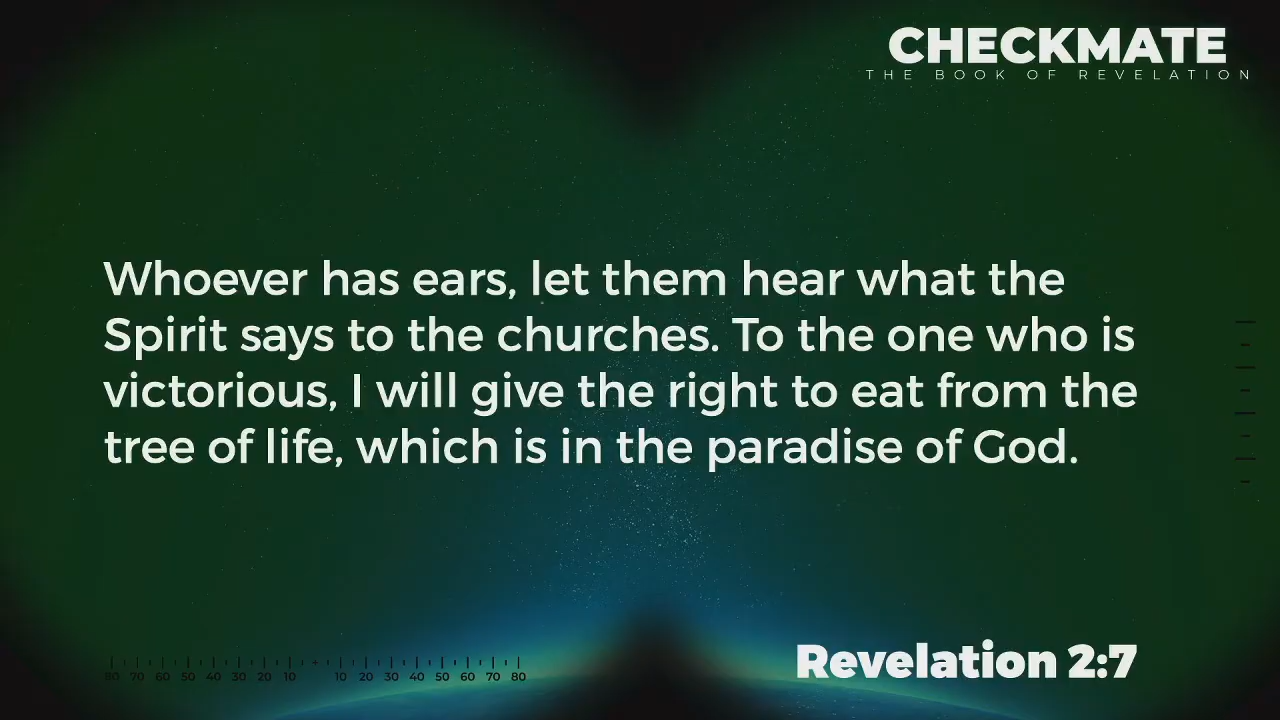 CHECKMATE
THE BOOK OF REVELATION
Whoever has ears, let them hear what the
Spirit says to the churches. To the one who is
victorious, I will give the right to eat from the
tree of life, which is in the paradise of God.
Revelation 2:7
80 70 60 50 40 30 20 10 10 20 30 40 50 60 70 80